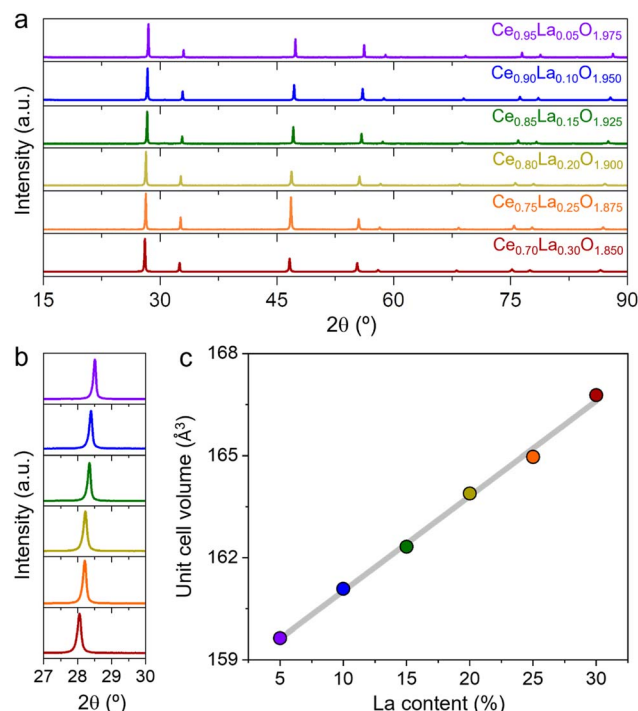 a
Ce0.95La0.05O1.975
Ce0.90La0.10O1.950
Ce0.85La0.15O1.925
Ce0.80La0.20O1.900
Ce0.75La0.25O1.875
Ce0.70La0.30O1.850
Intensity (a.u.)
15 30 45 60 75 90
2θ (º)
b
Intensity (a.u.)
27 28 29 30
2θ (º)
c
168
165
162
159
Unit cell volume (Å³)
5 10 15 20 25 30
La content (%)